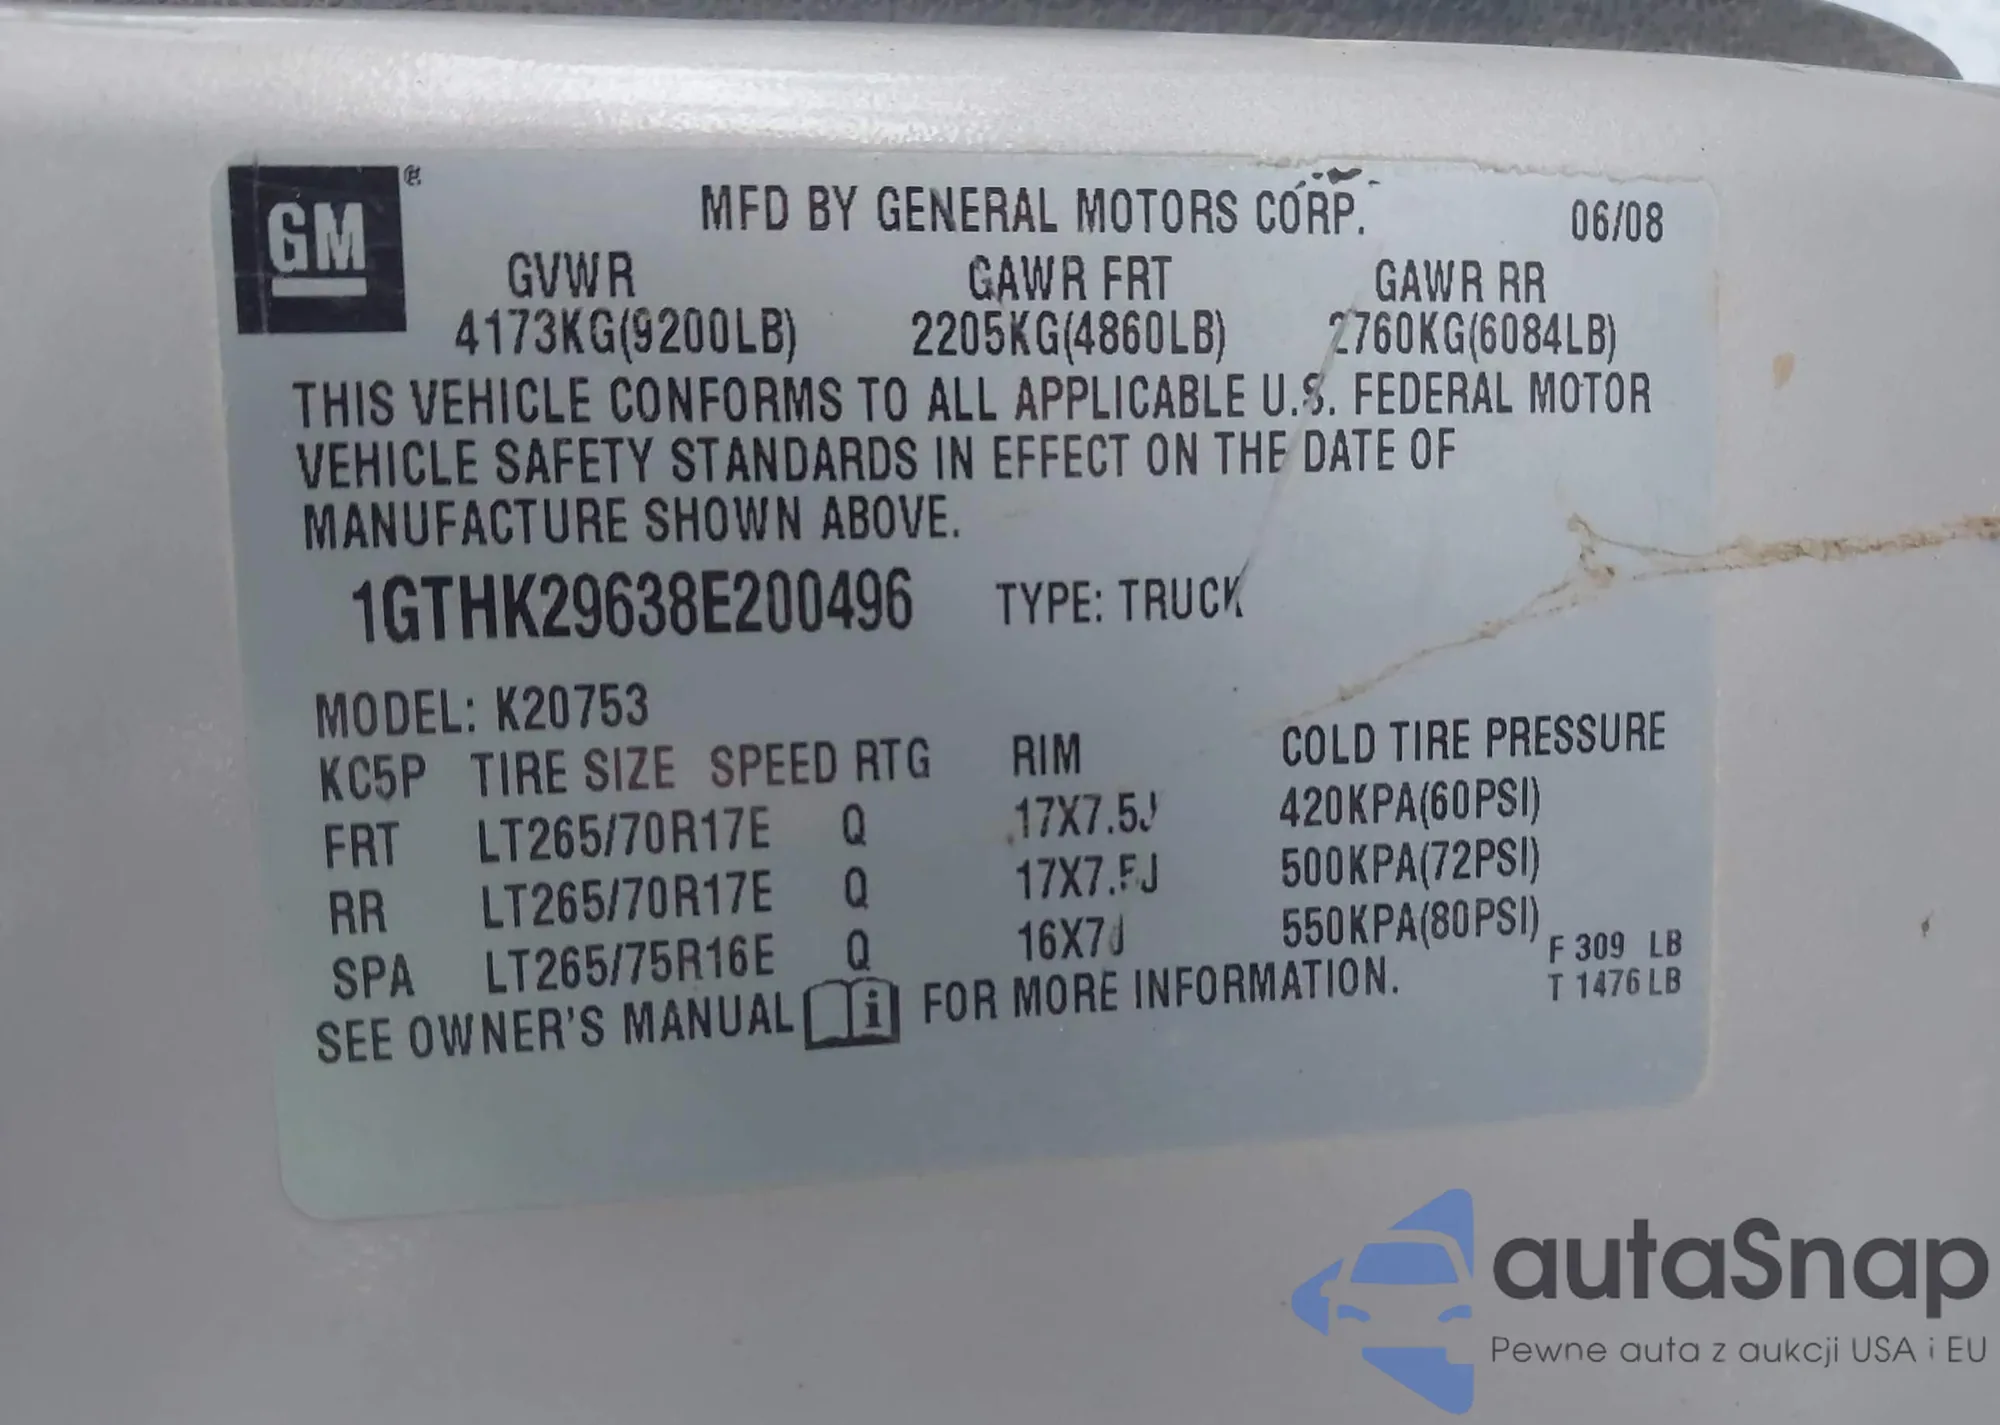 GM
MFD BY GENERAL MOTORS CORP. 06/08
GVWR GAWR FRT GAWR RR
4173KG(9200LB) 2205KG(4860LB) 2760KG(6084LB)
THIS VEHICLE CONFORMS TO ALL APPLICABLE U.S. FEDERAL MOTOR
VEHICLE SAFETY STANDARDS IN EFFECT ON THE DATE OF
MANUFACTURE SHOWN ABOVE.
1GTHK29638E200496 TYPE: TRUCK
MODEL: K20753
KC5P TIRE SIZE SPEED RTG RIM COLD TIRE PRESSURE
FRT LT265/70R17E Q 17X7.5J 420KPA(60PSI)
RR LT265/70R17E Q 17X7.5J 500KPA(72PSI)
SPA LT265/75R16E Q 16X7J 550KPA(80PSI)
F 309 LB
T 1476 LB
SEE OWNER'S MANUAL i FOR MORE INFORMATION.
autaSnap
Pewne auta z aukcji USA i EU